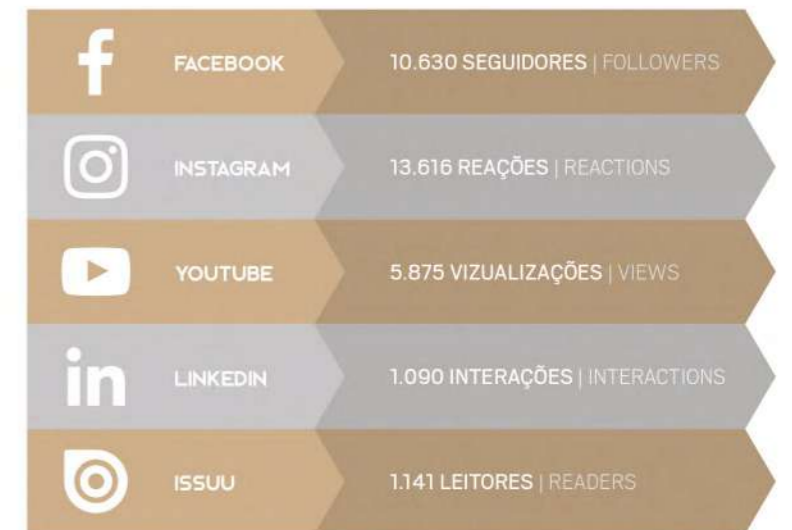 FACEBOOK 10.630 SEGUIDORES | FOLLOWERS
INSTAGRAM 13.616 REAÇÕES | REACTIONS
YOUTUBE 5.875 VIZUALIZAÇÕES | VIEWS
in LINKEDIN 1.090 INTERAÇÕES | INTERACTIONS
ISSUU 1.141 LEITORES | READERS